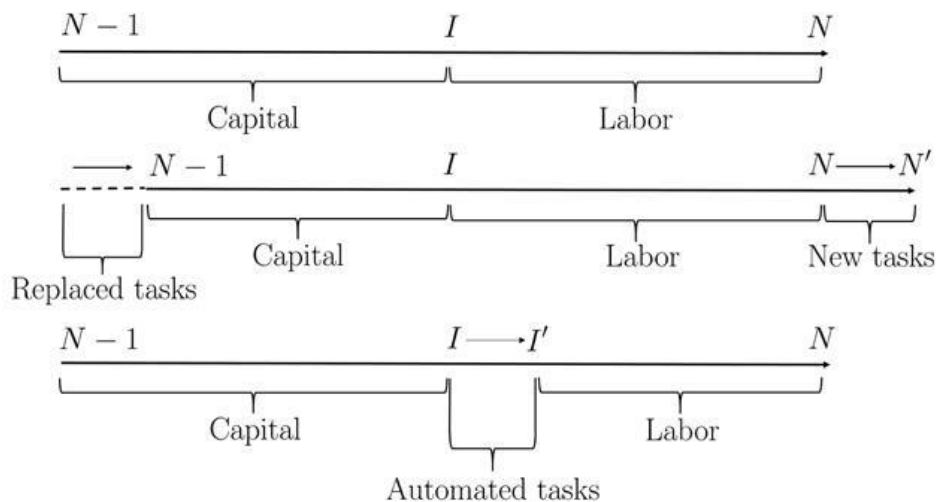 N − 1 I N
Capital Labor
N − 1 I N N′
Capital Labor New tasks
Replaced tasks
N − 1 I I′ N
Capital Labor
Automated tasks